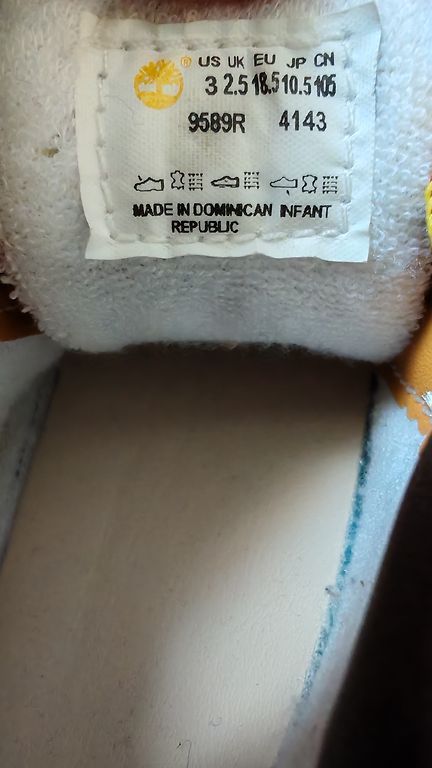 ® US UK EU JP CN
3 2.5 18.5 10.5 105
9589R 4143
MADE IN DOMINICAN INFANT
REPUBLIC